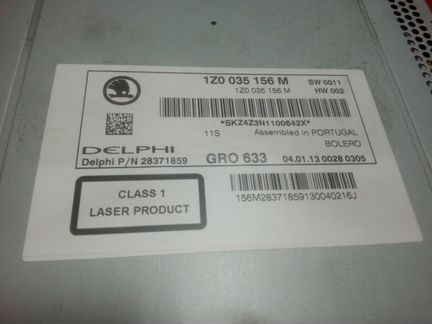 1Z0 035 156 M SW 0011
1Z0 035 156 M HW 002
*SKZ4Z3N1100642X*
11S Assembled in PORTUGAL
DELPHI BOLERO
Delphi P/N 28371859 GRO 633 04.01.13 0028 0305
CLASS 1
LASER PRODUCT
156M28371859130040216J